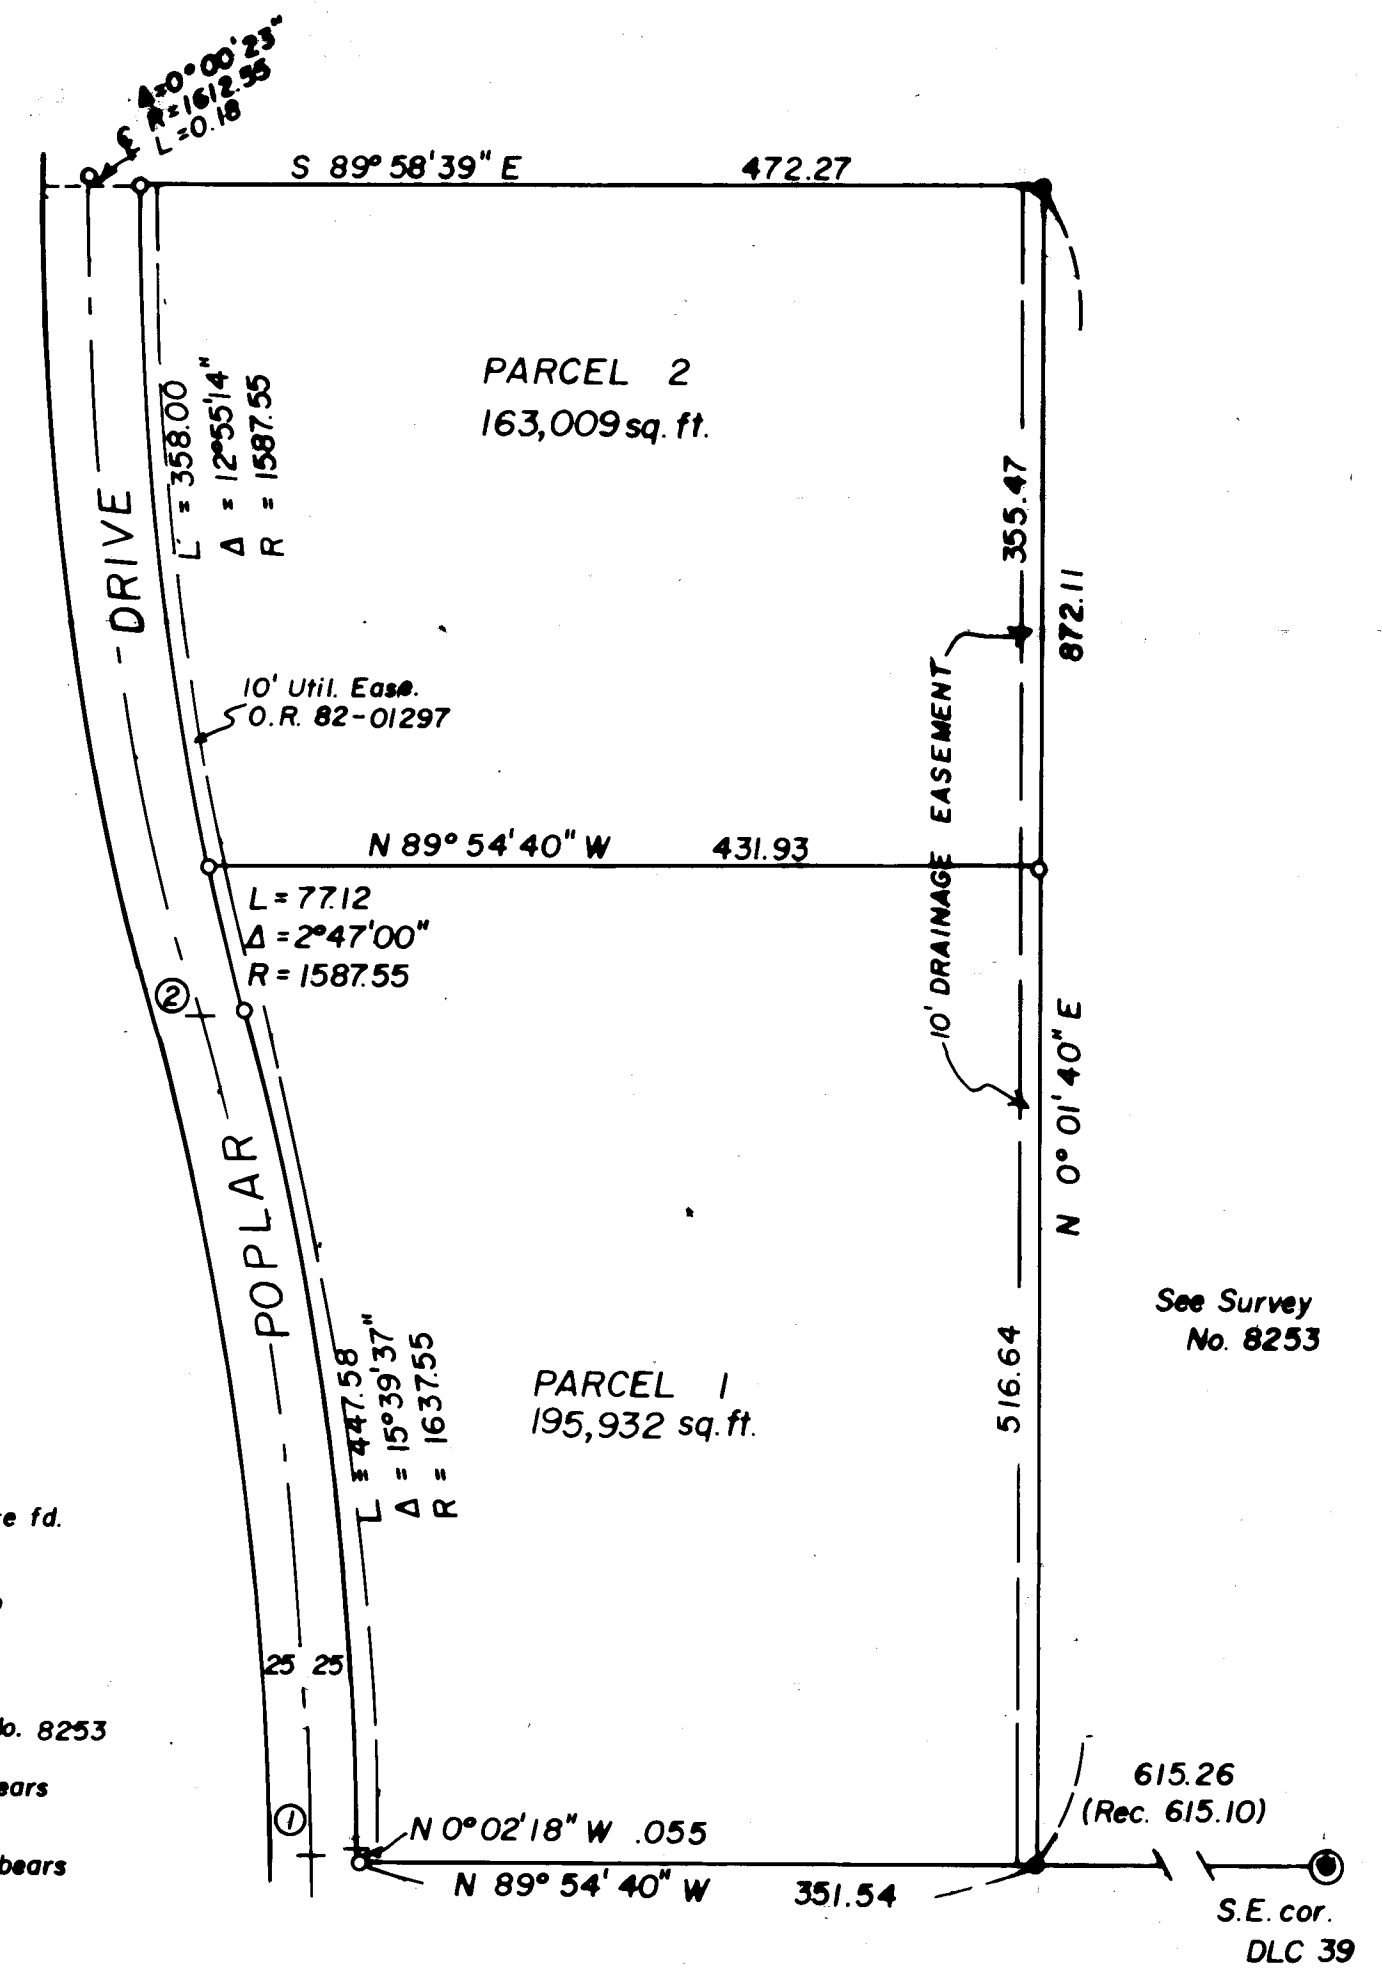 Δ=0°00'23"
R=1612.55
L=0.18
℄
S 89°58'39" E 472.27
PARCEL 2
163,009 sq. ft.
L = 358.00
Δ = 12°55'14"
R = 1587.55
355.47
872.11
DRIVE
10' Util. Ease.
O.R. 82-01297
10' DRAINAGE EASEMENT
N 89°54'40" W 431.93
L = 77.12
Δ = 2°47'00"
R = 1587.55
2
N 0°01'40" E
POPLAR
See Survey
No. 8253
L = 447.58
Δ = 15°39'37"
R = 1637.55
PARCEL 1
195,932 sq. ft.
516.64
fd.
25 25
No. 8253
bears
1
N 0°02'18" W .055
615.26
(Rec. 615.10)
bears
N 89°54'40" W 351.54
S.E. cor.
DLC 39